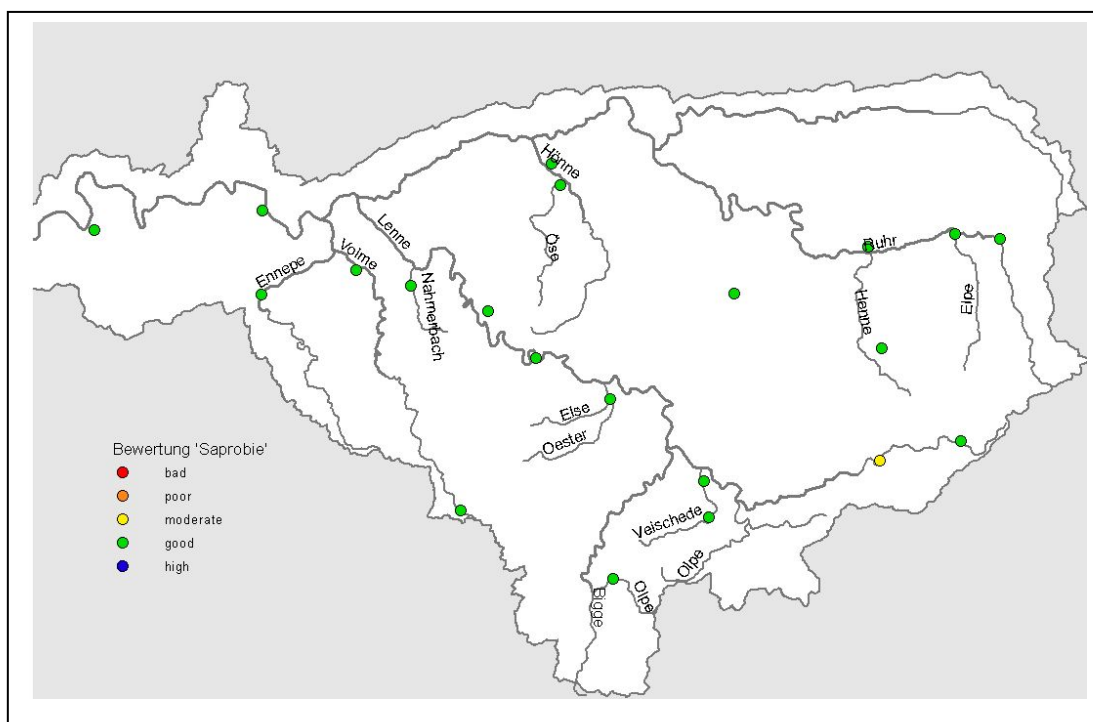 Hönne
Lenne
Öse
Volme
Ruhr
Ennepe
Nahmerbach
Henne
Elpe
Else
Oester
Bewertung 'Saprobie'
bad
poor
moderate
good
high
Veischede
Olpe
Olpe
Bigge